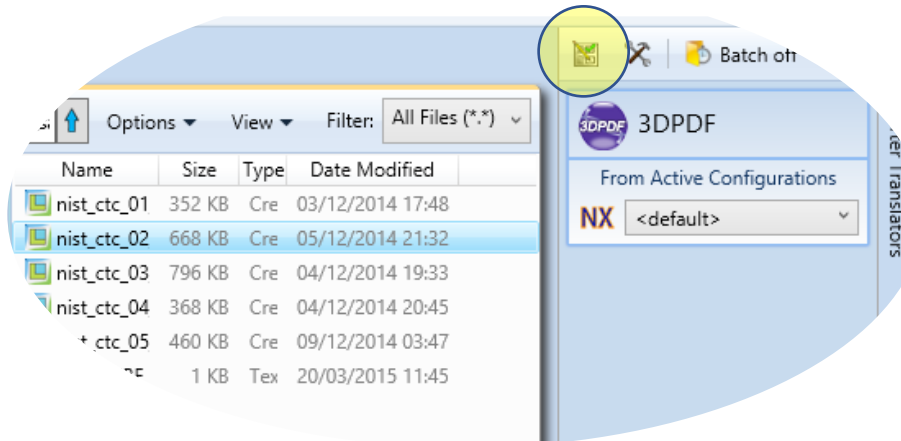 Batch
Options View Filter: All Files (*.*)
3DPDF 3DPDF
Name Size Type Date Modified
From Active Configurations
nist_ctc_01 352 KB Cre 03/12/2014 17:48
NX <default>
nist_ctc_02 668 KB Cre 05/12/2014 21:32
nist_ctc_03 796 KB Cre 04/12/2014 19:33
nist_ctc_04 368 KB Cre 04/12/2014 20:45
ctc_05 460 KB Cre 09/12/2014 03:47
1 KB Tex 20/03/2015 11:45
Translators